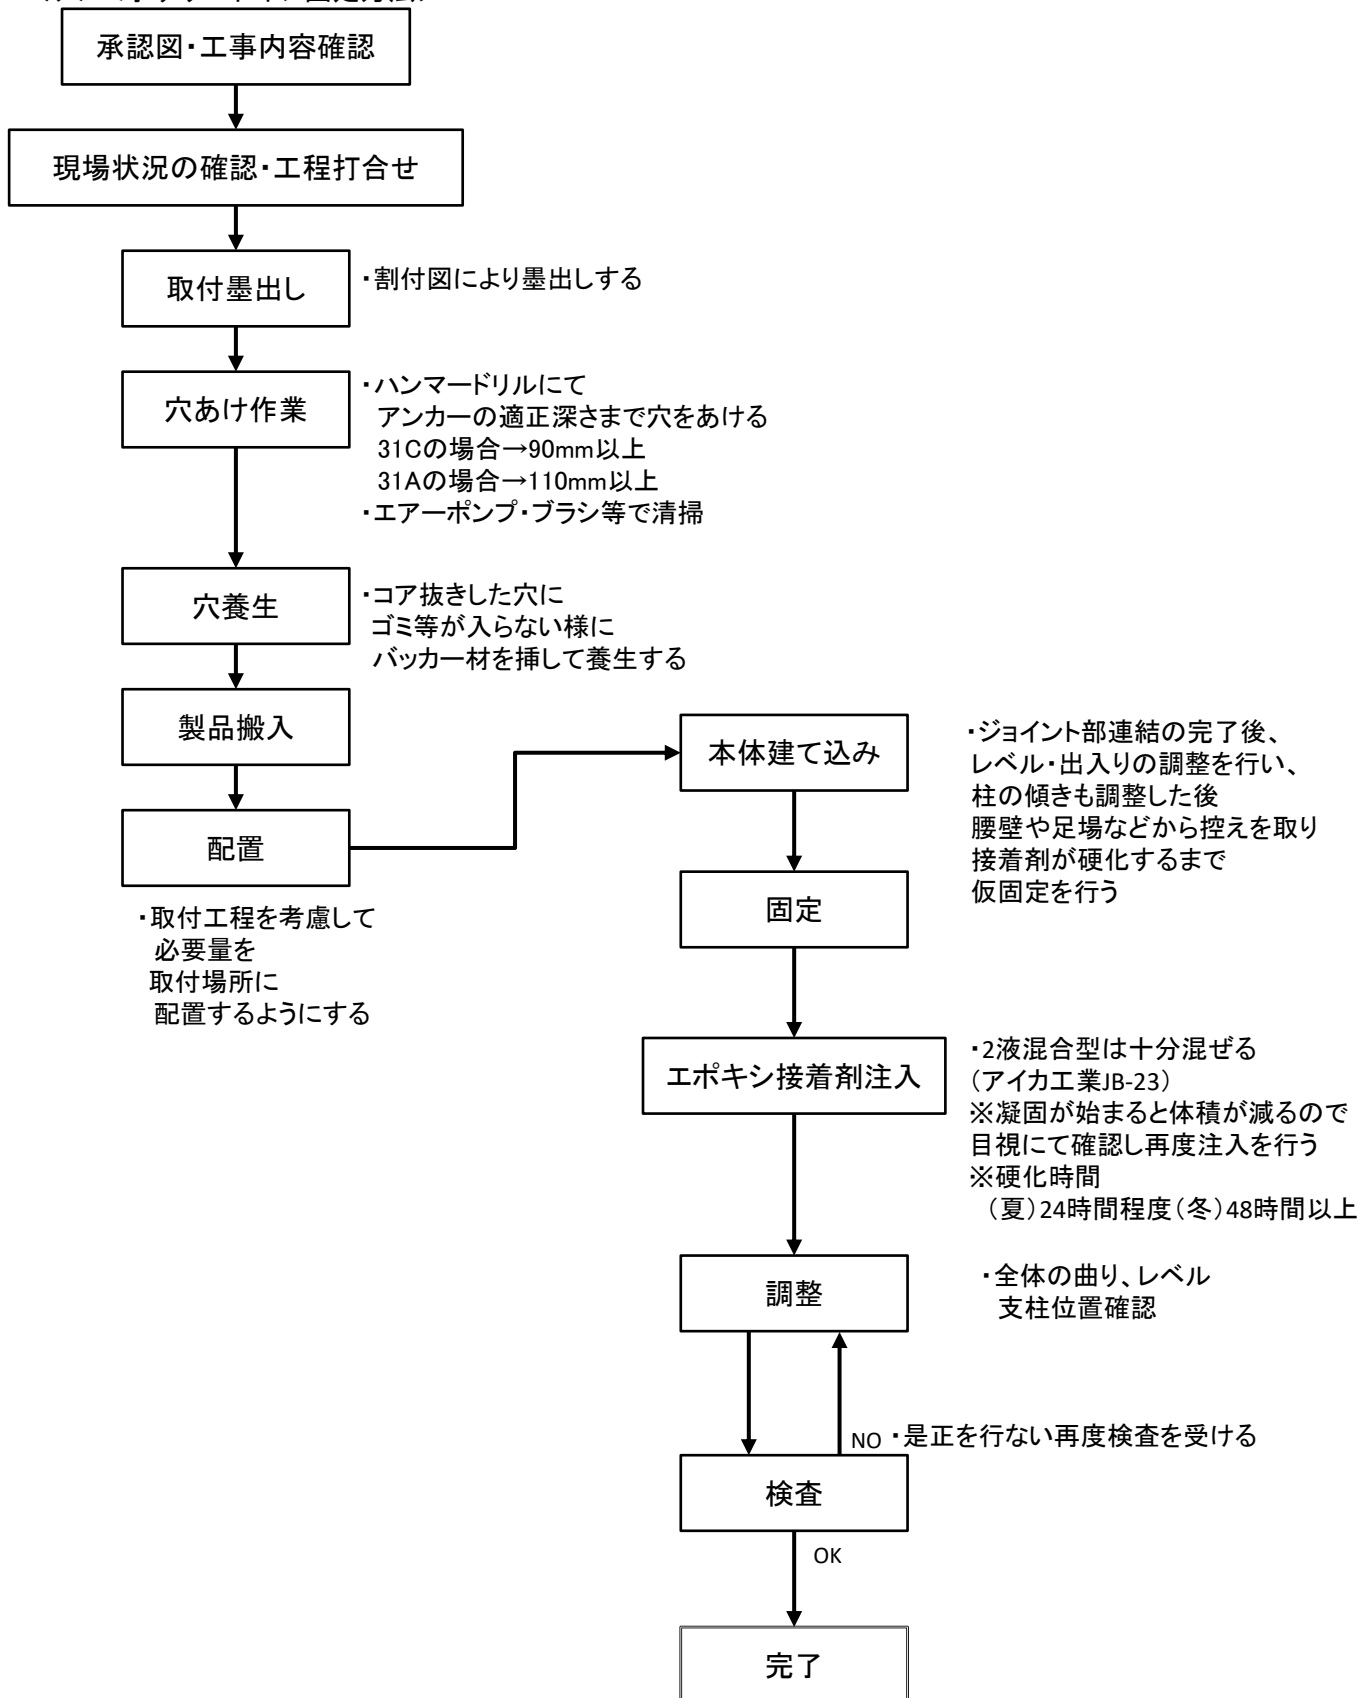 承認図・工事内容確認
現場状況の確認・工程打合せ
取付墨出し
・割付図により墨出しする
穴あけ作業
・ハンマードリルにて
アンカーの適正深さまで穴をあける
31Cの場合→90mm以上
31Aの場合→110mm以上
・エアーポンプ・ブラシ等で清掃
穴養生
・コア抜きした穴に
ゴミ等が入らない様に
バッカー材を挿して養生する
製品搬入
配置
・取付工程を考慮して
必要量を
取付場所に
配置するようにする
本体建て込み
・ジョイント部連結の完了後、
レベル・出入りの調整を行い、
柱の傾きも調整した後
腰壁や足場などから控えを取り
接着剤が硬化するまで
仮固定を行う
固定
エポキシ接着剤注入
・2液混合型は十分混ぜる
（アイカ工業JB-23）
※凝固が始まると体積が減るので
目視にて確認し再度注入を行う
※硬化時間
（夏）24時間程度（冬）48時間以上
調整
・全体の曲り、レベル
支柱位置確認
NO ・是正を行ない再度検査を受ける
検査
OK
完了